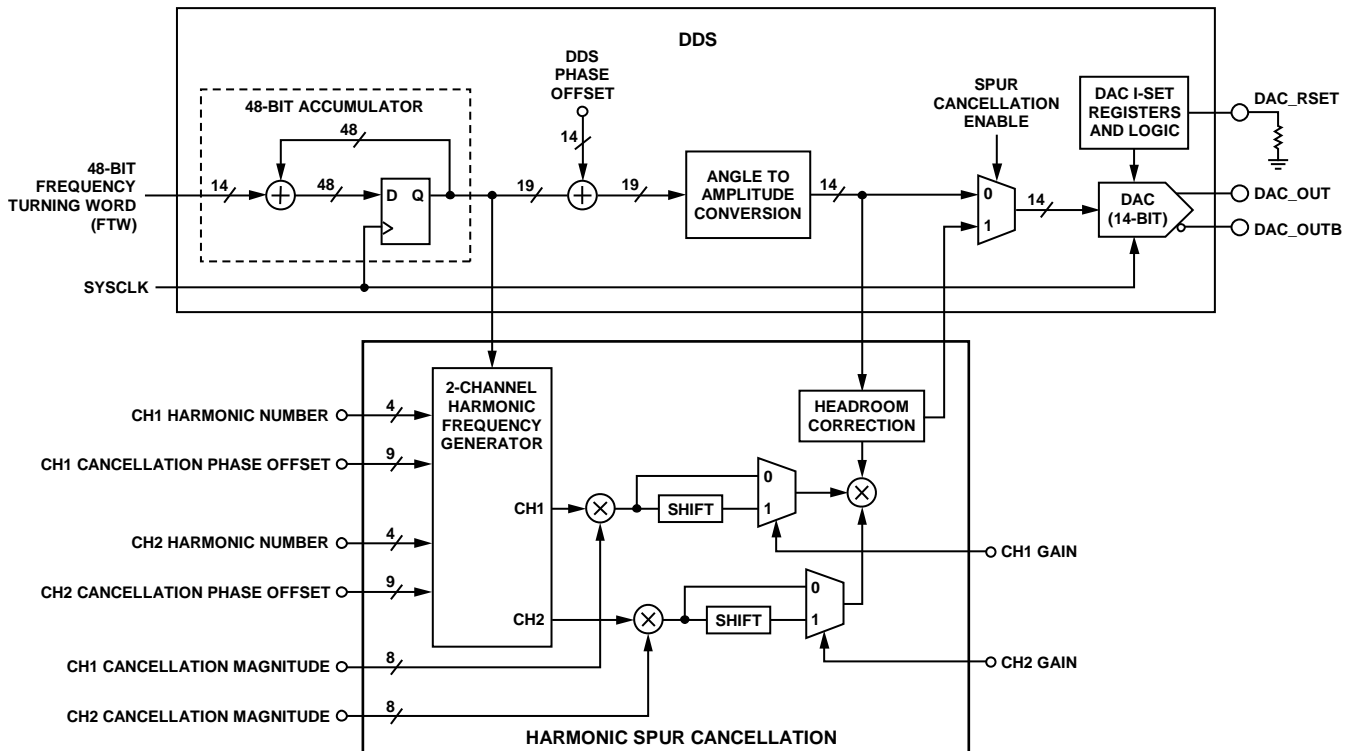 DDS
DDS
PHASE
OFFSET
48-BIT ACCUMULATOR
48
14
SPUR
CANCELLATION
ENABLE
DAC I-SET
REGISTERS
AND LOGIC
DAC_RSET
48-BIT
FREQUENCY
TURNING WORD
(FTW)
14
48
D Q
19
19
ANGLE TO
AMPLITUDE
CONVERSION
14
0
1
14
DAC
(14-BIT)
DAC_OUT
DAC_OUTB
SYSCLK
2-CHANNEL
HARMONIC
FREQUENCY
GENERATOR
HEADROOM
CORRECTION
CH1 HARMONIC NUMBER
4
CH1 CANCELLATION PHASE OFFSET
9
CH1
0
SHIFT
1
CH2 HARMONIC NUMBER
4
CH1 GAIN
CH2 CANCELLATION PHASE OFFSET
9
CH2
0
SHIFT
1
CH1 CANCELLATION MAGNITUDE
8
CH2 GAIN
CH2 CANCELLATION MAGNITUDE
8
HARMONIC SPUR CANCELLATION